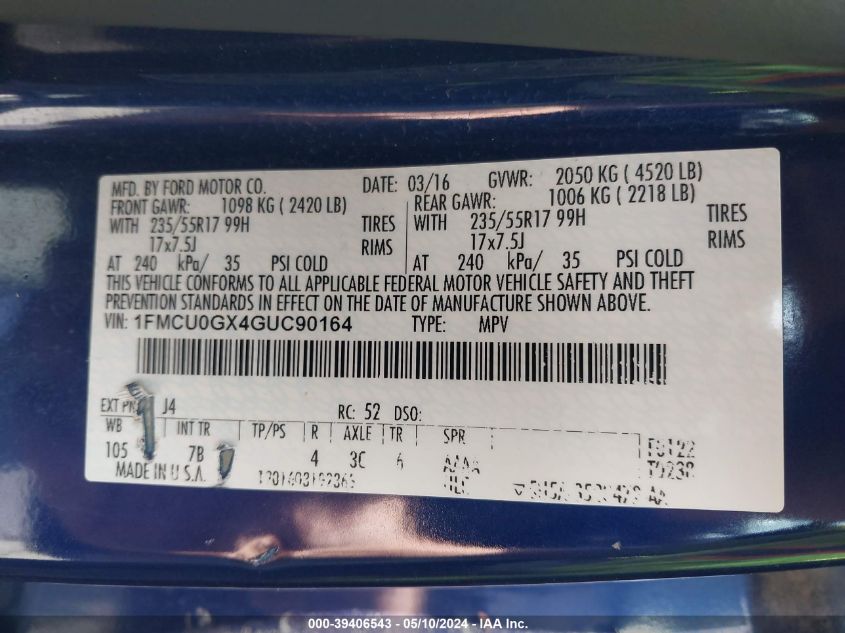 MFD. BY FORD MOTOR CO. DATE: 03/16 GVWR: 2050 KG ( 4520 LB)
FRONT GAWR: 1098 KG ( 2420 LB) REAR GAWR: 1006 KG ( 2218 LB)
WITH 235/55R17 99H TIRES WITH 235/55R17 99H TIRES
17x7.5J RIMS 17x7.5J RIMS
AT 240 kPa/ 35 PSI COLD AT 240 kPa/ 35 PSI COLD
THIS VEHICLE CONFORMS TO ALL APPLICABLE FEDERAL MOTOR VEHICLE SAFETY AND THEFT
PREVENTION STANDARDS IN EFFECT ON THE DATE OF MANUFACTURE SHOWN ABOVE.
VIN: 1FMCU0GX4GUC90164 TYPE: MPV
EXT J4 RC: 52 DSO:
WB INT TR TP/PS R AXLE TR SPR
105 7B 4 3C 6
MADE IN U.S.A.
000-39406543 — 05/10/2024 — IAAI Inc.